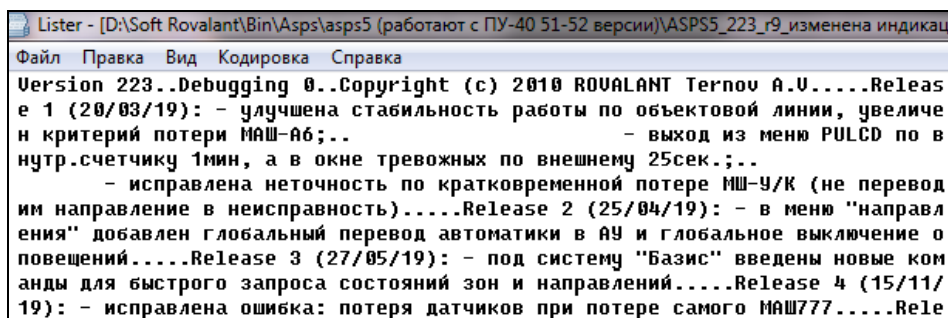 Lister - [D:\Soft Rovalant\Bin\Asps\asps5 (работают с ПУ-40 51-52 версии)\ASPS5_223_r9_изменена индикац
Файл Правка Вид Кодировка Справка
Version 223..Debugging 0..Copyright (c) 2010 ROVALANT Ternov A.V.....Releas
e 1 (20/03/19): - улучшена стабильность работы по объектовой линии, увеличе
н критерий потери МАШ-А6;.. - выход из меню PULCD по в
нутр.счетчику 1мин, а в окне тревожных по внешнему 25сек.;..
- исправлена неточность по кратковременной потере МШ-У/К (не перевод
им направление в неисправность).....Release 2 (25/04/19): - в меню "направл
ения" добавлен глобальный перевод автоматики в АУ и глобальное выключение о
повещений.....Release 3 (27/05/19): - под систему "Базис" введены новые ком
анды для быстрого запроса состояний зон и направлений.....Release 4 (15/11/
19): - исправлена ошибка: потеря датчиков при потере самого МАШ777.....Rele